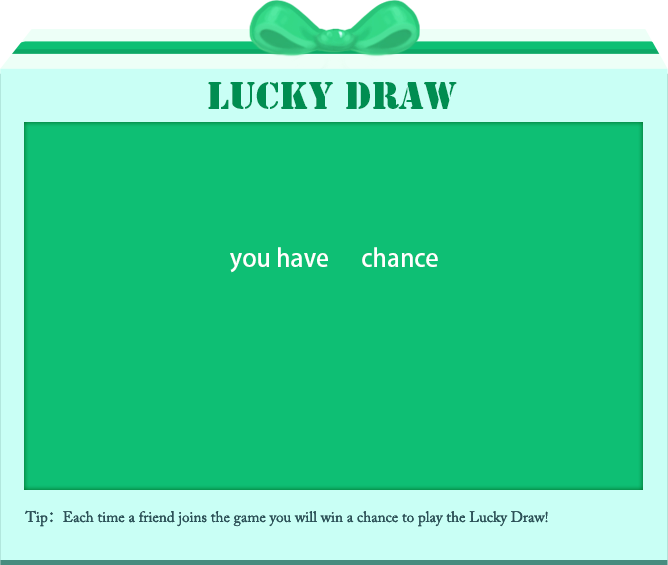 LUCKY DRAW
you have chance
Tip：Each time a friend joins the game you will win a chance to play the Lucky Draw!